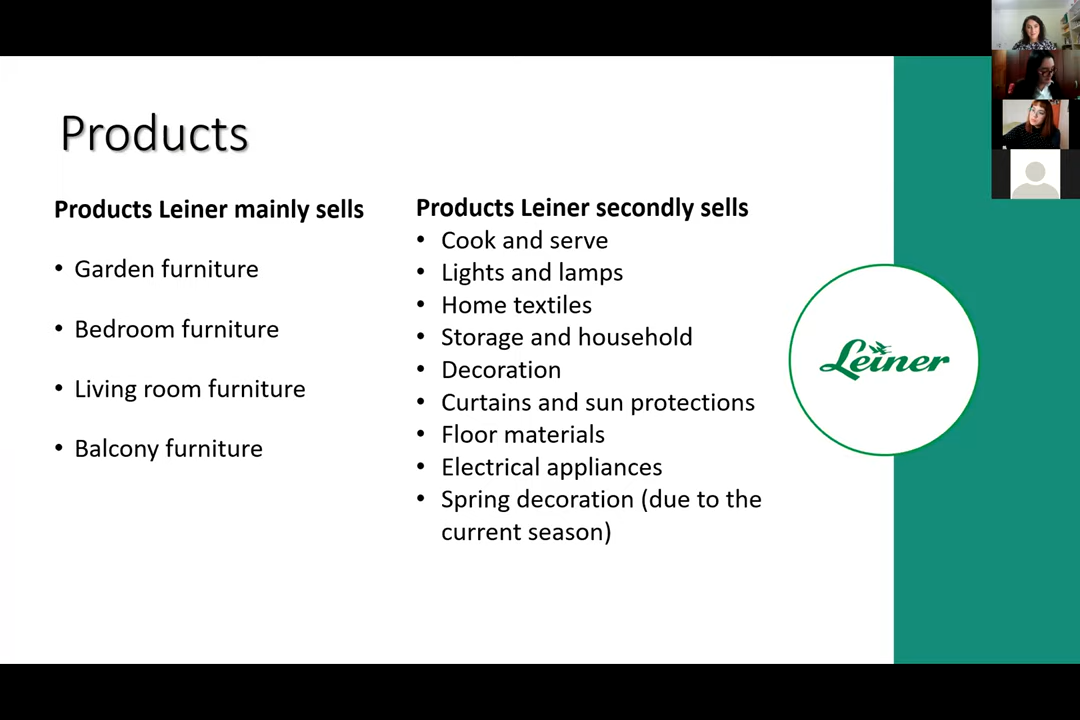 Products
Products Leiner mainly sells
• Garden furniture
• Bedroom furniture
• Living room furniture
• Balcony furniture
Products Leiner secondly sells
• Cook and serve
• Lights and lamps
• Home textiles
• Storage and household
• Decoration
• Curtains and sun protections
• Floor materials
• Electrical appliances
• Spring decoration (due to the
current season)
Leiner